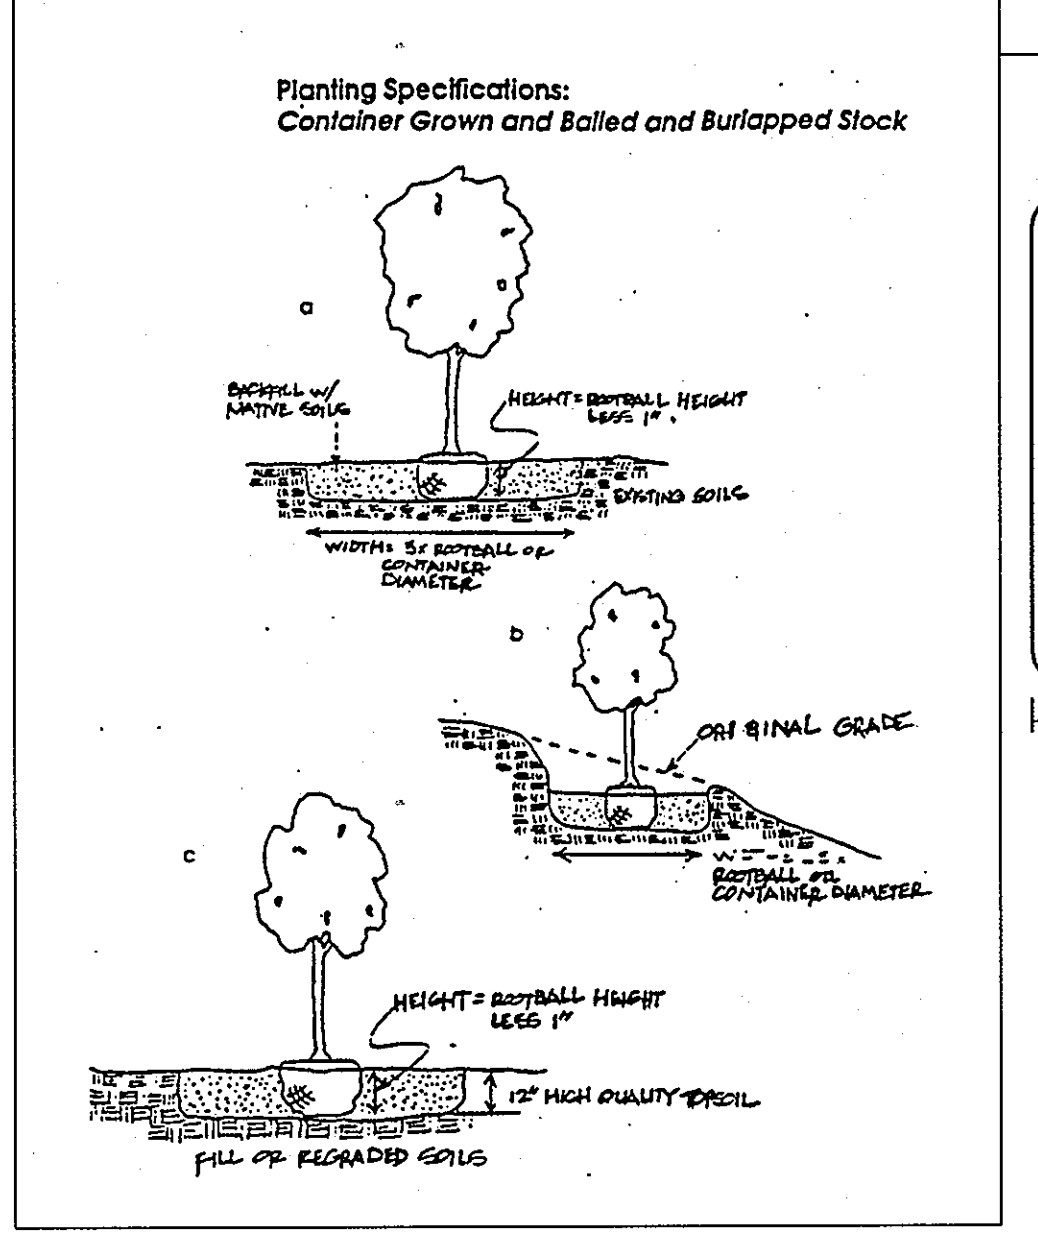 Planting Specifications:
Container Grown and Balled and Burlapped Stock
a
BACKFILL W/
NATIVE SOILS
HEIGHT = ROOTBALL HEIGHT
LESS 1"
EXISTING SOILS
WIDTH= 3x ROOTBALL OR
CONTAINER
DIAMETER
b
ORIGINAL GRADE
ROOTBALL OR
CONTAINER DIAMETER
c
HEIGHT = ROOTBALL HEIGHT
LESS 1"
12" HIGH QUALITY TOPSOIL
FILL OR REGRADED SOILS